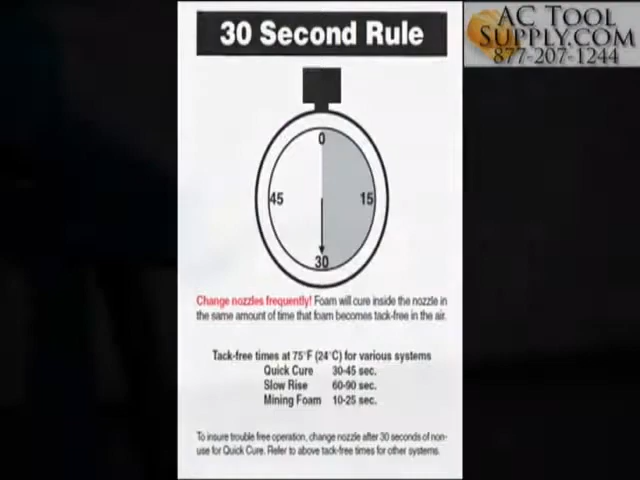 30 Second Rule
AC TOOL
SUPPLY.COM
877-207-1244
0
45
15
30
Change nozzles frequently! Foam will cure inside the nozzle in
the same amount of time that foam becomes tack-free in the air.
Tack-free times at 75°F (24°C) for various systems
Quick Cure 30-45 sec.
Slow Rise 60-90 sec.
Mining Foam 10-25 sec.
To insure trouble free operation, change nozzle after 30 seconds of non-
use for Quick Cure. Refer to above tack-free times for other systems.